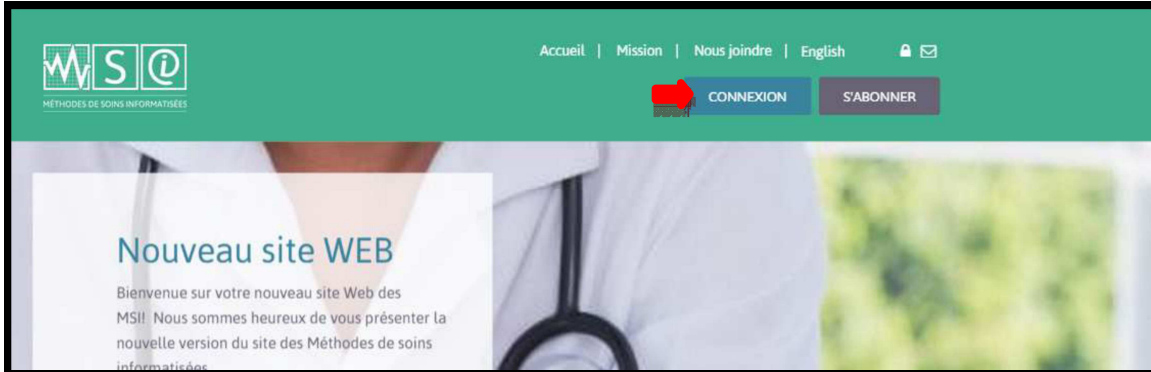 Accueil | Mission | Nous joindre | English
MSi
MÉTHODES DE SOINS INFORMATISÉES
CONNEXION S'ABONNER
Nouveau site WEB
Bienvenue sur votre nouveau site Web des
MSI! Nous sommes heureux de vous présenter la
nouvelle version du site des Méthodes de soins
informatisées